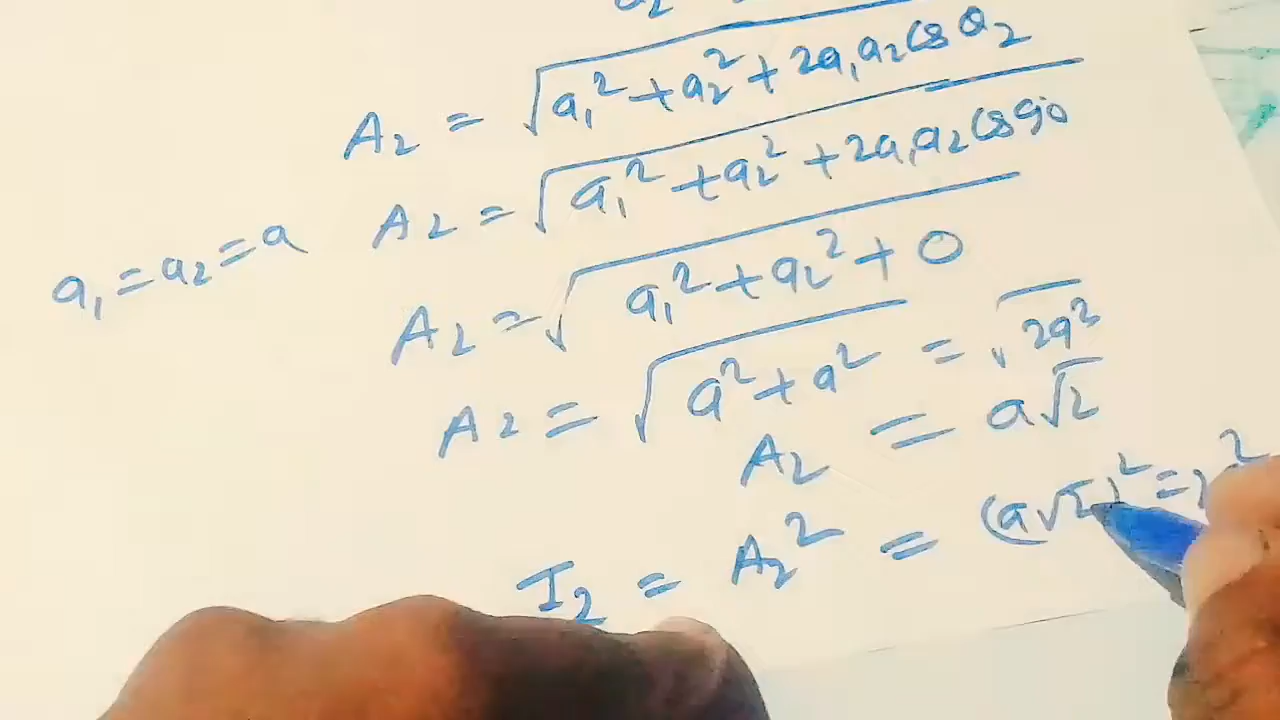 A₂ = √(a₁² + a₂² + 2a₁a₂ cos θ₂)
A₂ = √(a₁² + a₂² + 2a₁a₂ cos 90)
a₁ = a₂ = a
A₂ = √(a₁² + a₂² + 0)
A₂ = √(a² + a²) = √(2a²)
A₂ = a√2
I₂ = A₂² = (a√2)² =